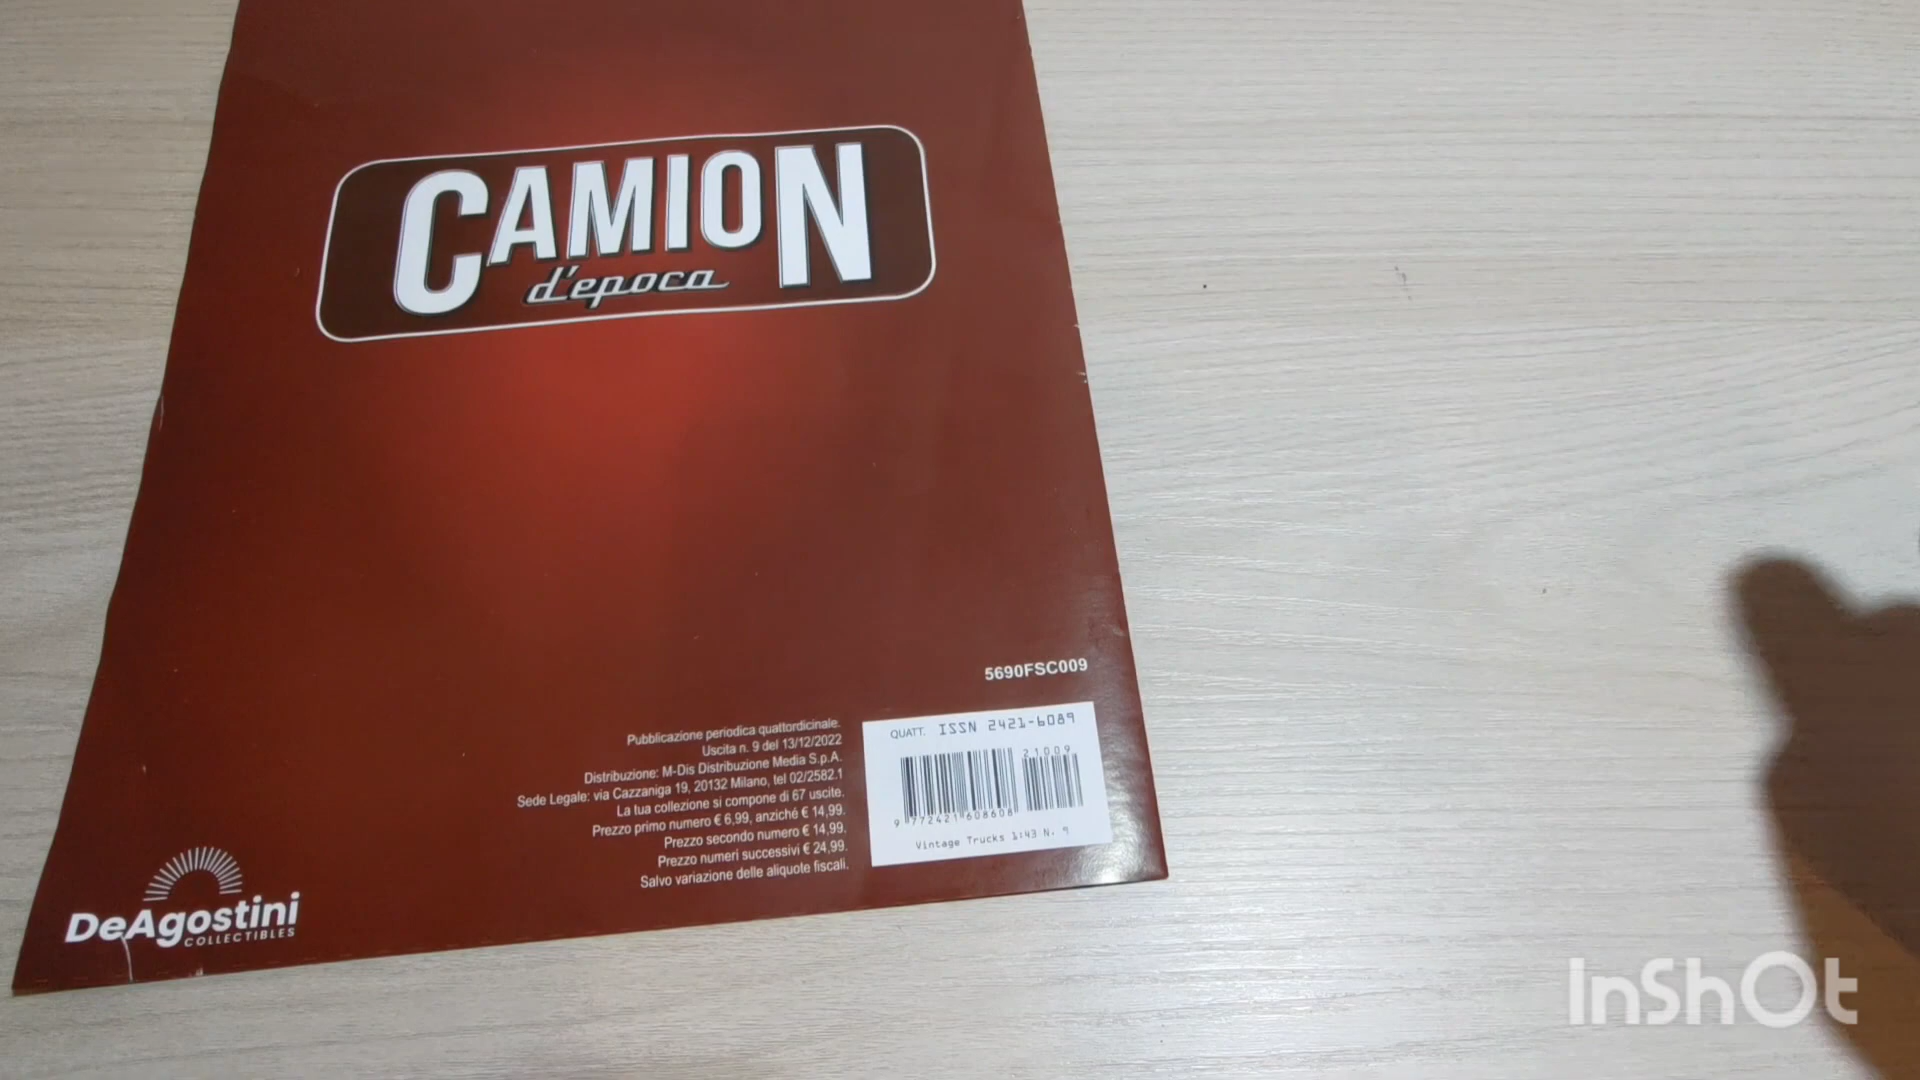 CAMION
d'epoca
5690FSC009
Pubblicazione periodica quattordicinale.
Uscita n. 9 del 13/12/2022
Distribuzione: M-Dis Distribuzione Media S.p.A.
Sede Legale: via Cazzaniga 19, 20132 Milano, tel 02/2582.1
La tua collezione si compone di 67 uscite.
Prezzo primo numero € 6,99, anziché € 14,99.
Prezzo secondo numero € 14,99.
Prezzo numeri successivi € 24,99.
Salvo variazione delle aliquote fiscali.
QUATT. ISSN 2421-6089
21009
9 772421 608608
Vintage Trucks 1:43 N. 9
DeAgostini
COLLECTIBLES
InShOt